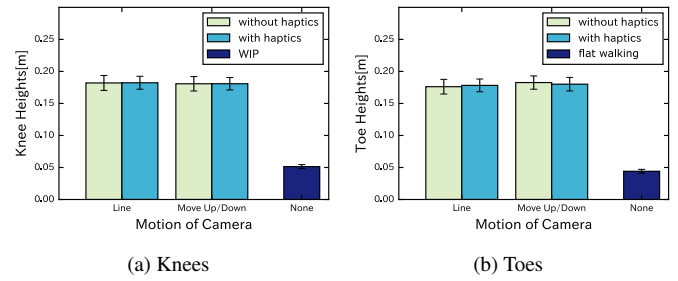 Knee Heights[m]
0.25
0.20
0.15
0.10
0.05
0.00
without haptics
with haptics
WIP
Line
Move Up/Down
None
Motion of Camera
(a) Knees
Toe Heights[m]
0.25
0.20
0.15
0.10
0.05
0.00
without haptics
with haptics
flat walking
Line
Move Up/Down
None
Motion of Camera
(b) Toes